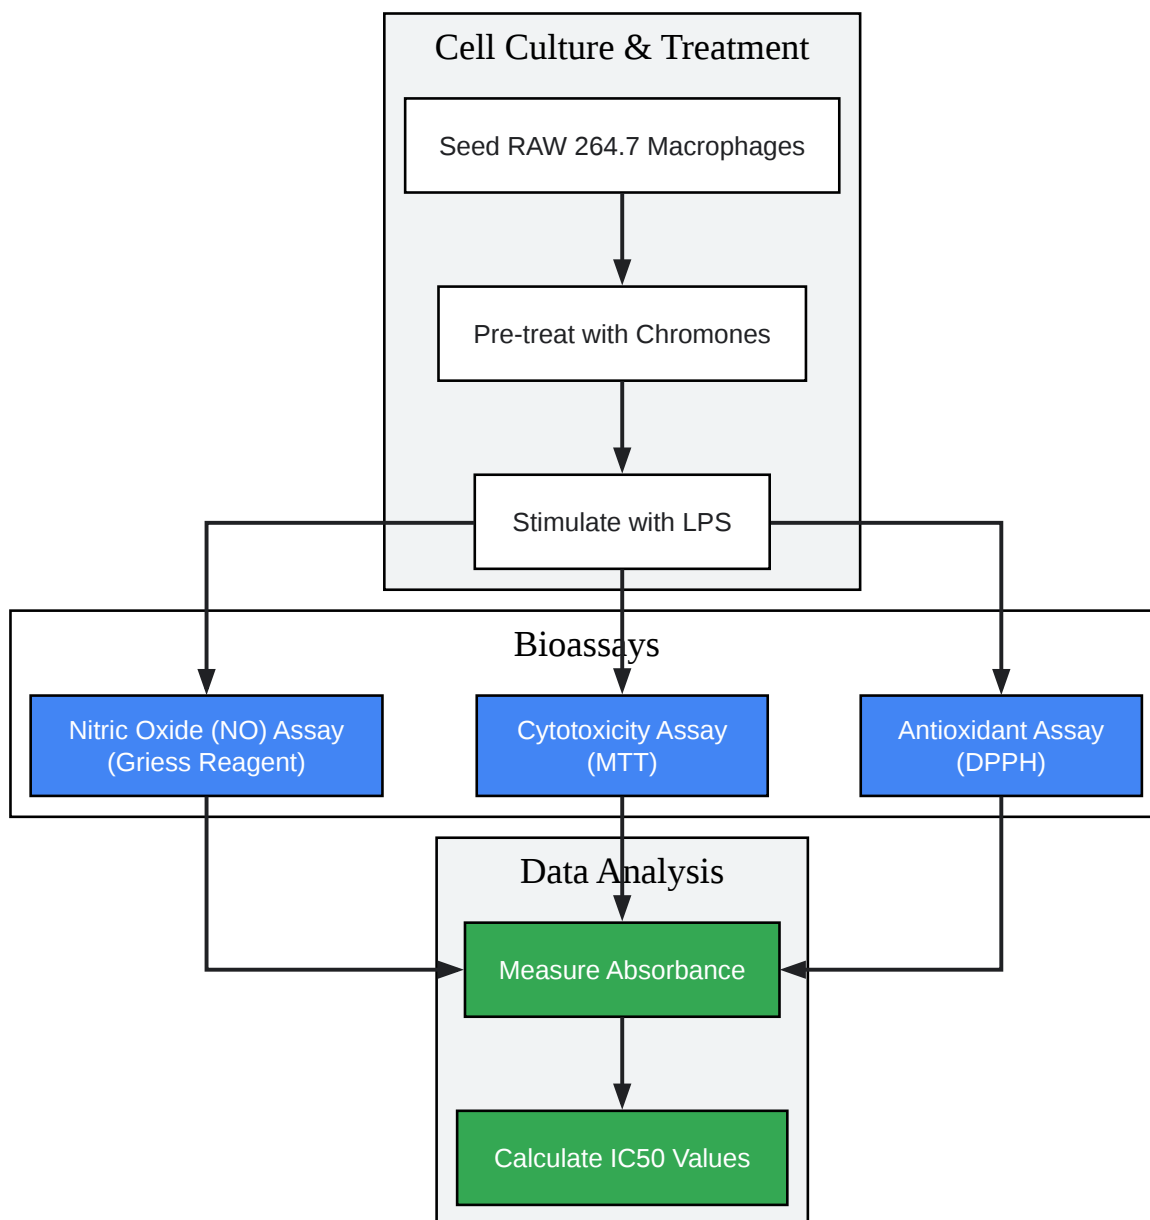 Cell Culture & Treatment
Seed RAW 264.7 Macrophages
Pre-treat with Chromones
Stimulate with LPS
Bioassays
Nitric Oxide (NO) Assay
(Griess Reagent)
Cytotoxicity Assay
(MTT)
Antioxidant Assay
(DPPH)
Data Analysis
Measure Absorbance
Calculate IC50 Values